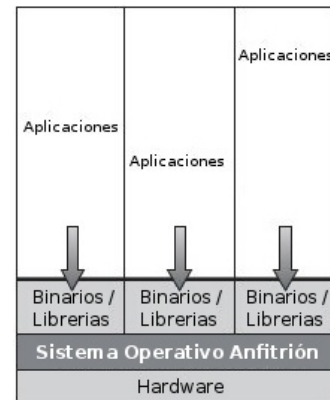 Aplicaciones
Aplicaciones
Aplicaciones
Binarios /
Librerias
Binarios /
Librerias
Binarios /
Librerias
Sistema Operativo Anfitrión
Hardware